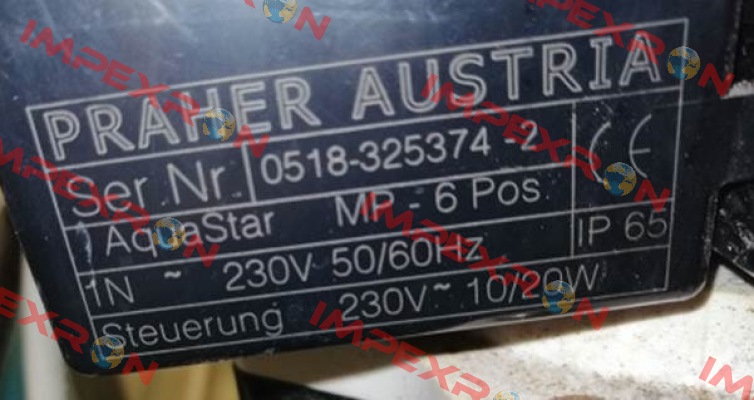 PRAHER AUSTRIA
Ser Nr 0518-325374 -2
CE
AquaStar MP - 6 Pos
1N ~ 230V 50/60Hz IP 65
Steuerung 230V~ 10/20W
IMPEXRON